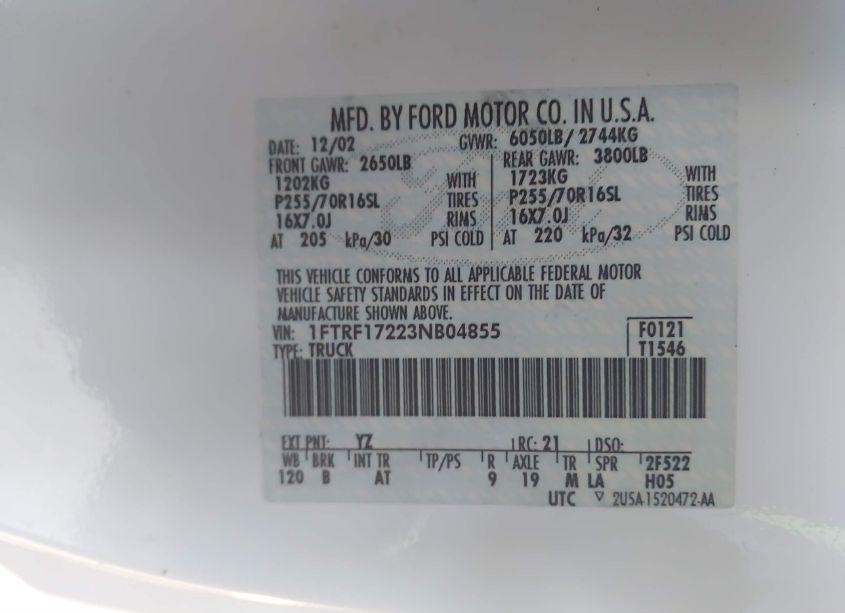 MFD. BY FORD MOTOR CO. IN U.S.A.
DATE: 12/02 GVWR: 6050LB/ 2744KG
FRONT GAWR: 2650LB REAR GAWR: 3800LB
1202KG WITH 1723KG WITH
P255/70R16SL TIRES P255/70R16SL TIRES
16X7.0J RIMS 16X7.0J RIMS
AT 205 kPa/30 PSI COLD AT 220 kPa/32 PSI COLD
THIS VEHICLE CONFORMS TO ALL APPLICABLE FEDERAL MOTOR
VEHICLE SAFETY STANDARDS IN EFFECT ON THE DATE OF
MANUFACTURE SHOWN ABOVE.
VIN: 1FTRF17223NB04855 F0121
TYPE: TRUCK T1546
EXT PNT: YZ RC: 21 DSO:
WB BRK INT TR TP/PS R AXLE TR SPR 2F522
120 B AT 9 19 M LA H05
UTC ▽ 2U5A-1520472-AA